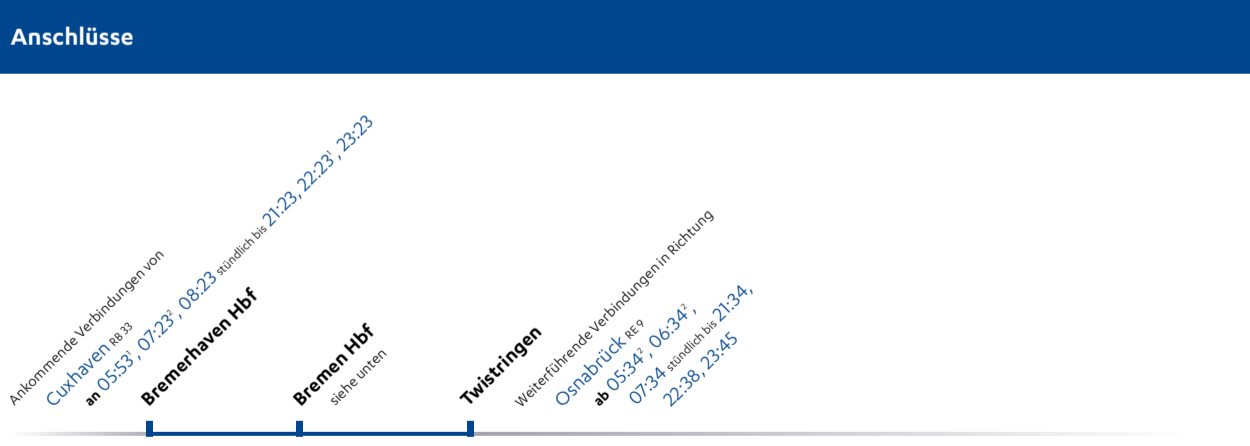 Anschlüsse
Ankommende Verbindungen von
Cuxhaven RB 33
an 05:53¹, 07:23², 08:23 stündlich bis 21:23, 22:23¹, 23:23
Bremerhaven Hbf
Bremen Hbf
siehe unten
Twistringen
Weiterführende Verbindungen in Richtung
Osnabrück RE 9
ab 05:34², 06:34²,
07:34 stündlich bis 21:34,
22:38, 23:45